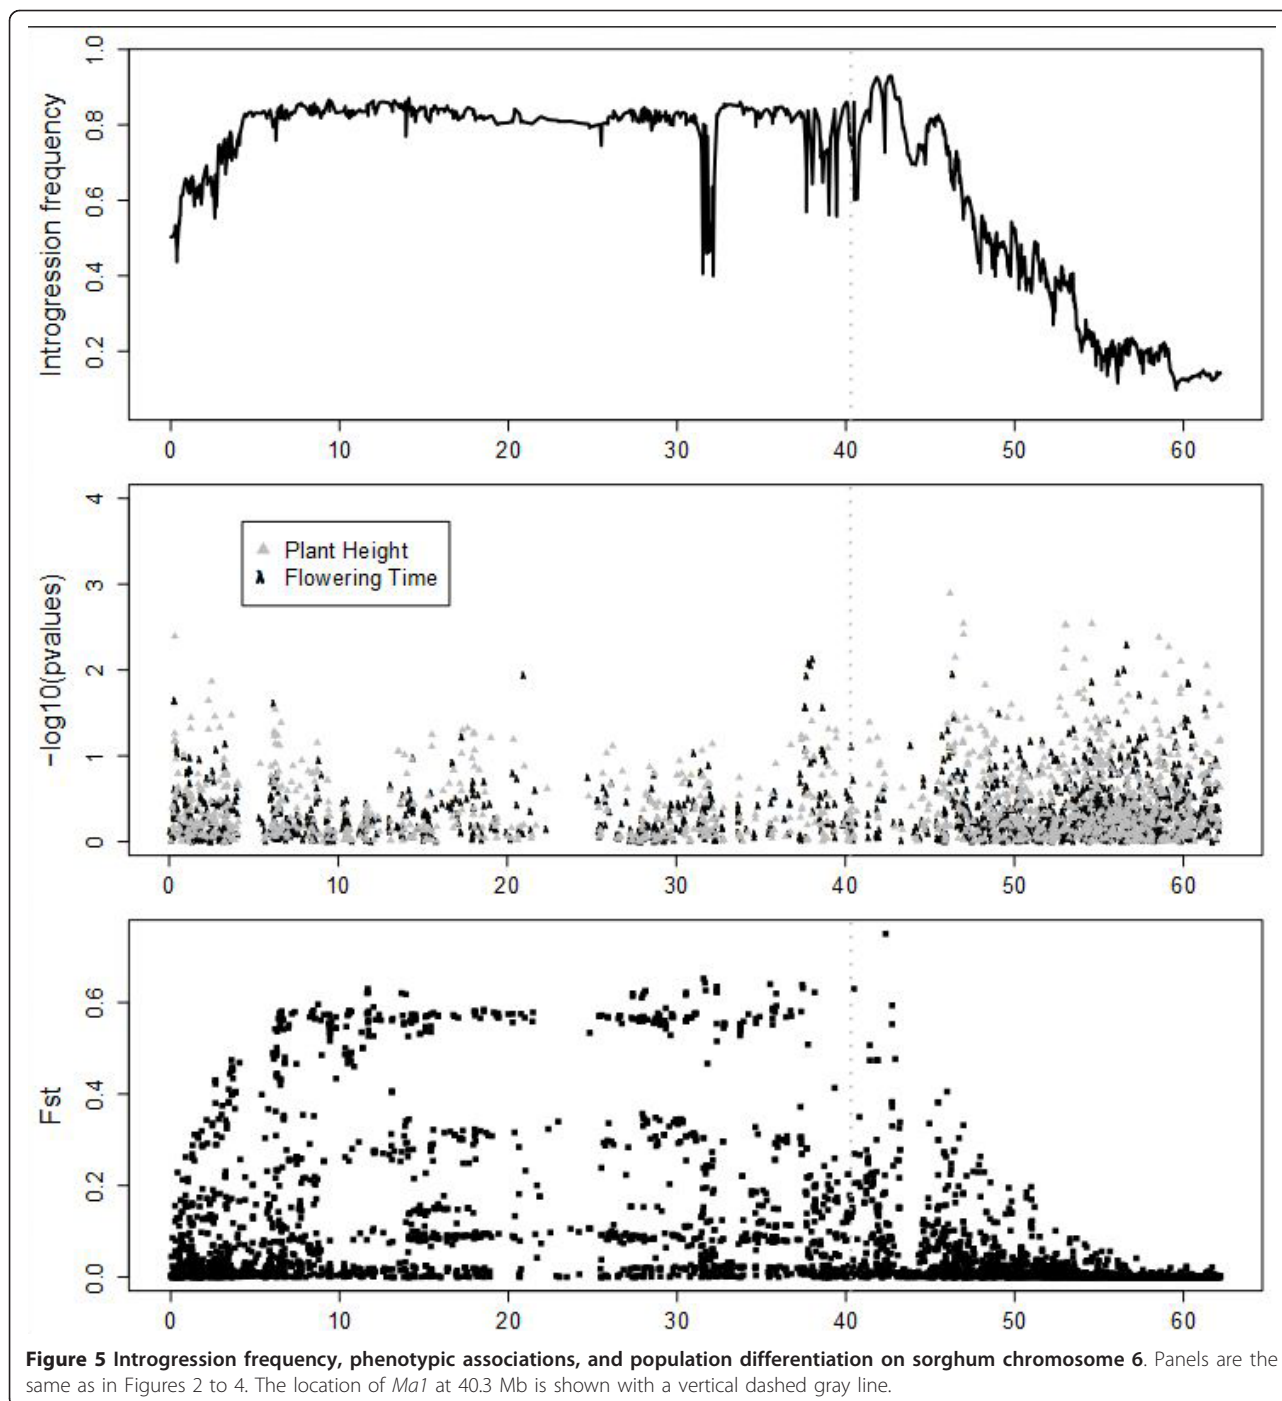 Introgression frequency
1.0
0.8
0.6
0.4
0.2
0 10 20 30 40 50 60
−log10(pvalues)
4
3
2
1
0
Plant Height
Flowering Time
0 10 20 30 40 50 60
Fst
0.6
0.4
0.2
0.0
0 10 20 30 40 50 60
Figure 5 Introgression frequency, phenotypic associations, and population differentiation on sorghum chromosome 6. Panels are the
same as in Figures 2 to 4. The location of Ma1 at 40.3 Mb is shown with a vertical dashed gray line.